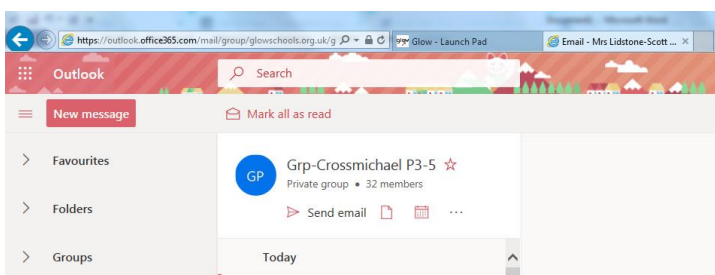 https://outlook.office365.com/mail/group/glowschools.org.uk/g
Glow - Launch Pad
Email - Mrs Lidstone-Scott ...
Outlook
Search
New message
Mark all as read
Favourites
GP
Grp-Crossmichael P3-5
Private group • 32 members
Folders
Send email
Groups
Today